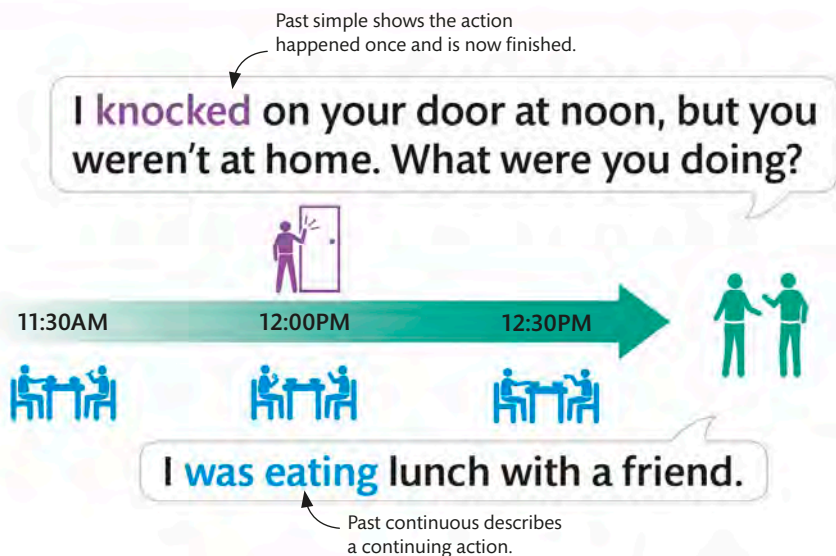 Past simple shows the action
happened once and is now finished.
I knocked on your door at noon, but you
weren't at home. What were you doing?
11:30AM 12:00PM 12:30PM
I was eating lunch with a friend.
Past continuous describes
a continuing action.